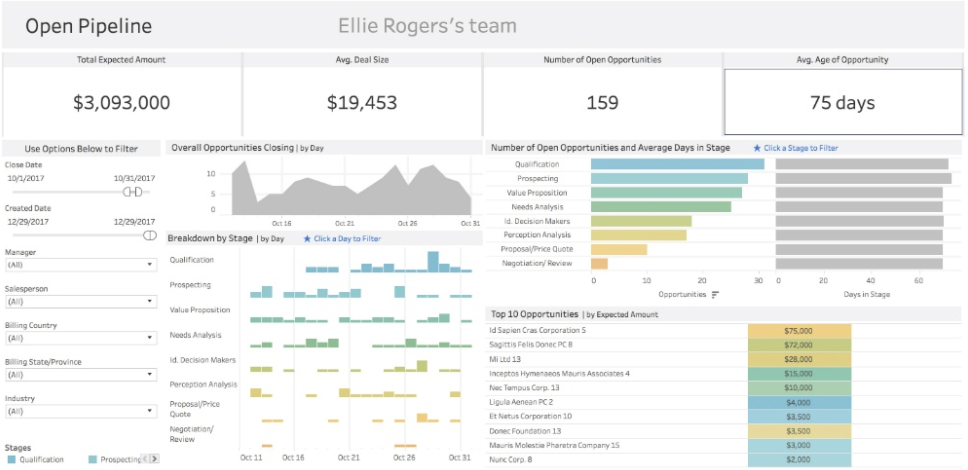 Open Pipeline
Ellie Rogers's team
Total Expected Amount
$3,093,000
Avg. Deal Size
$19,453
Number of Open Opportunities
159
Avg. Age of Opportunity
75 days
Use Options Below to Filter
Close Date
10/1/2017 10/31/2017
Created Date
12/29/2017 12/29/2017
Manager
(All)
Salesperson
(All)
Billing Country
(All)
Billing State/Province
(All)
Industry
(All)
Stages
Qualification Prospecting
Overall Opportunities Closing | by Day
10
5
0
Oct 16 Oct 21 Oct 26 Oct 31
Breakdown by Stage | by Day ★ Click a Day to Filter
Qualification
Prospecting
Value Proposition
Needs Analysis
Id. Decision Makers
Perception Analysis
Proposal/Price
Quote
Negotiation/
Review
Oct 11 Oct 16 Oct 21 Oct 26 Oct 31
Number of Open Opportunities and Average Days in Stage ★ Click a Stage to Filter
Qualification
Prospecting
Value Proposition
Needs Analysis
Id. Decision Makers
Perception Analysis
Proposal/Price Quote
Negotiation/ Review
0 10 20 30 0 20 40 60
Opportunities Days in Stage
Top 10 Opportunities | by Expected Amount
Id Sapien Cras Corporation 5 $75,000
Sagittis Felis Donec PC 8 $72,000
Mi Ltd 13 $28,000
Inceptos Hymenaeos Mauris Associates 4 $15,000
Nec Tempus Corp. 13 $10,000
Ligula Aenean PC 2 $4,000
Et Netus Corporation 10 $3,500
Donec Foundation 13 $3,500
Mauris Molestie Pharetra Company 15 $3,000
Nunc Corp. 8 $2,000